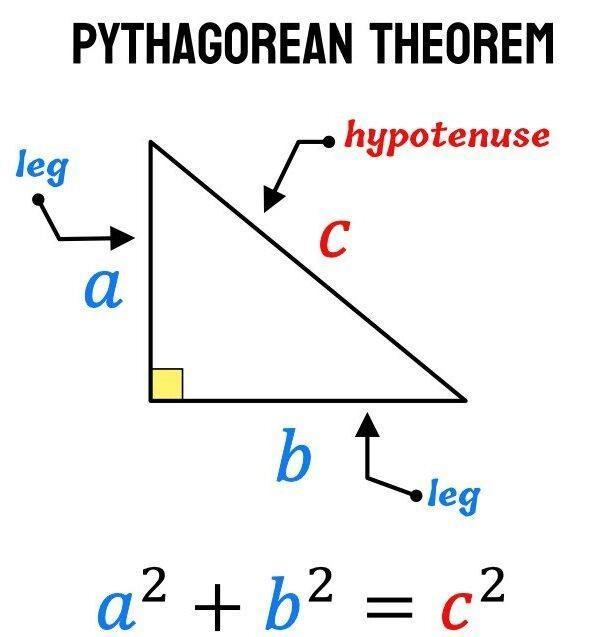 PYTHAGOREAN THEOREM
hypotenuse
leg
c
a
b
leg
a² + b² = c²